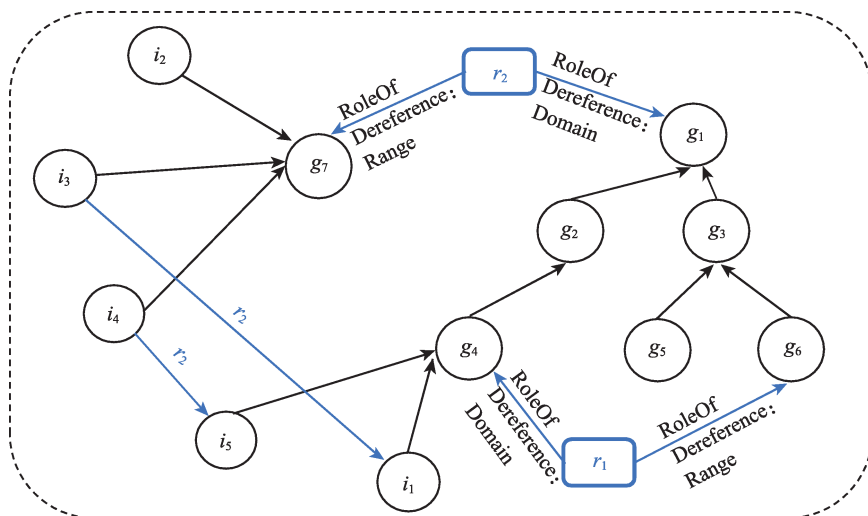 i₂
r₂
RoleOf
Dereference:
Range
RoleOf
Dereference:
Domain
g₁
g₇
i₃
g₂
g₃
i₄
r₂
r₂
g₄
g₅
g₆
i₅
i₁
RoleOf
Dereference:
Domain
r₁
RoleOf
Dereference:
Range